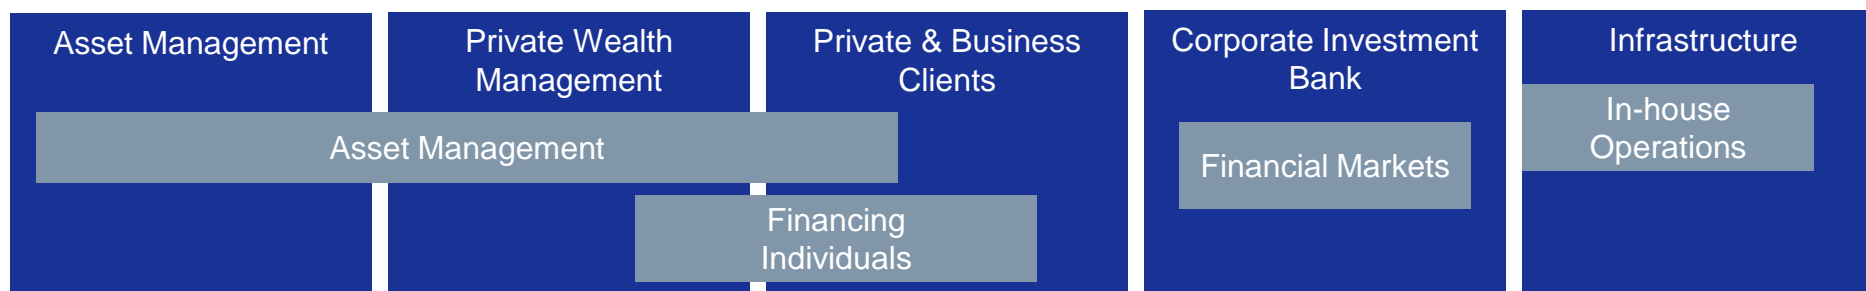 Asset Management
Private Wealth
Management
Private & Business
Clients
Corporate Investment
Bank
Infrastructure
Asset Management
Financing
Individuals
Financial Markets
In-house
Operations